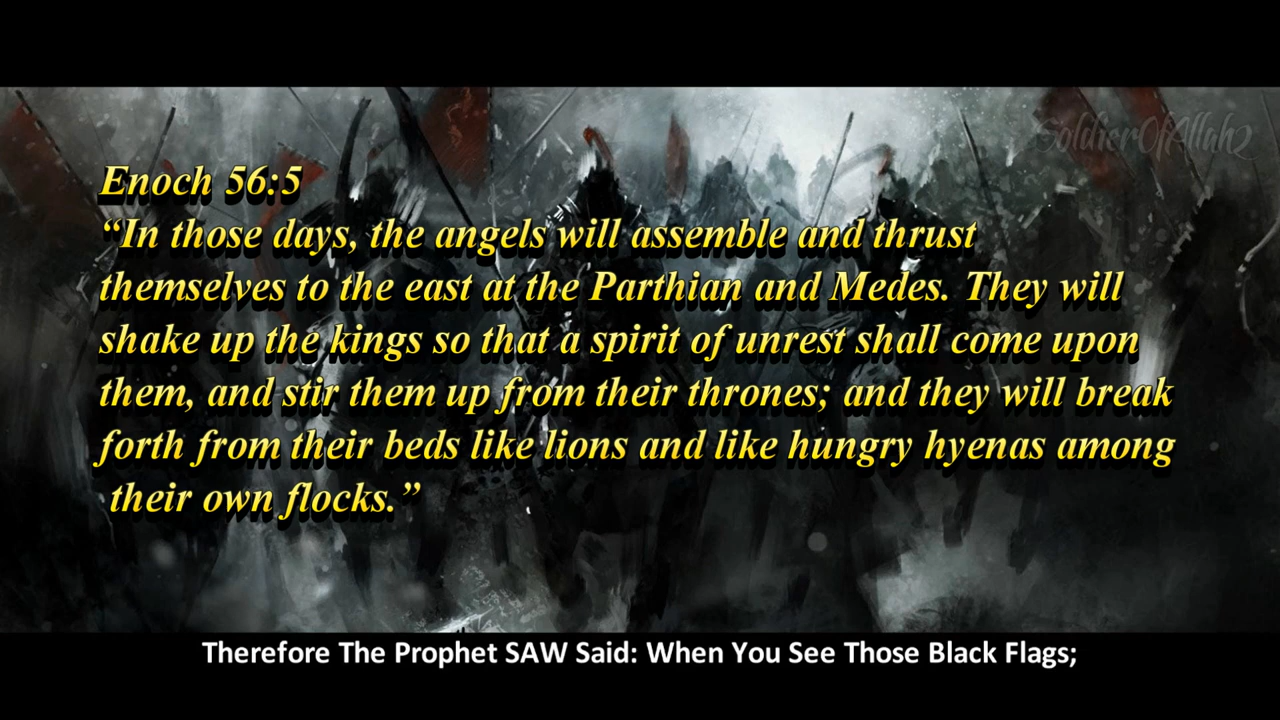 SoldierOfAllah2
Enoch 56:5
“In those days, the angels will assemble and thrust
themselves to the east at the Parthian and Medes. They will
shake up the kings so that a spirit of unrest shall come upon
them, and stir them up from their thrones; and they will break
forth from their beds like lions and like hungry hyenas among
their own flocks.”
Therefore The Prophet SAW Said: When You See Those Black Flags;